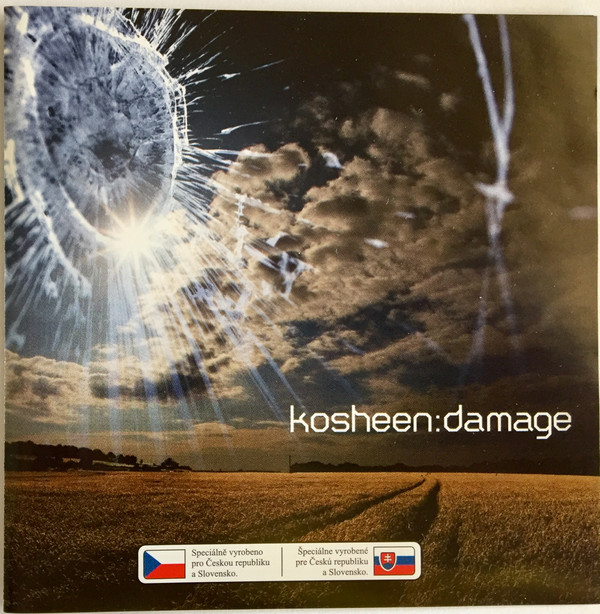 kosheen:damage
Speciálně vyrobeno
pro Českou republiku
a Slovensko.
Špeciálne vyrobené
pre Českú republiku
a Slovensko.